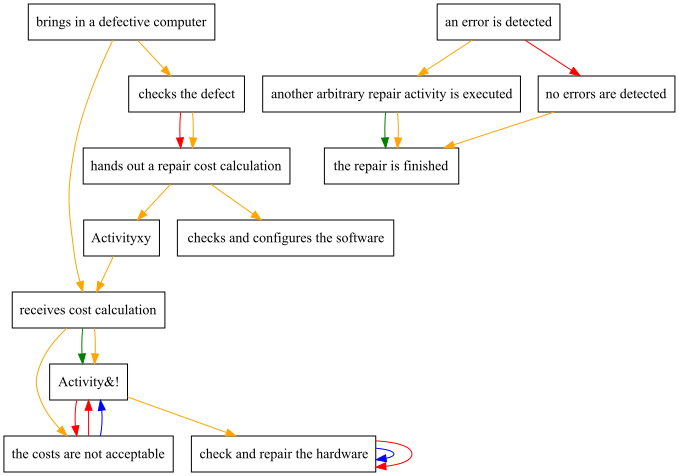 brings in a defective computer
an error is detected
checks the defect
another arbitrary repair activity is executed
no errors are detected
hands out a repair cost calculation
the repair is finished
Activityxy
checks and configures the software
receives cost calculation
Activity&!
the costs are not acceptable
check and repair the hardware